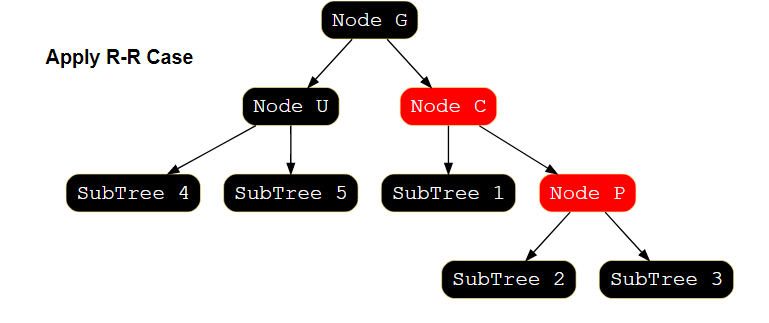 Node G
Apply R-R Case
Node U
Node C
SubTree 4
SubTree 5
SubTree 1
Node P
SubTree 2
SubTree 3